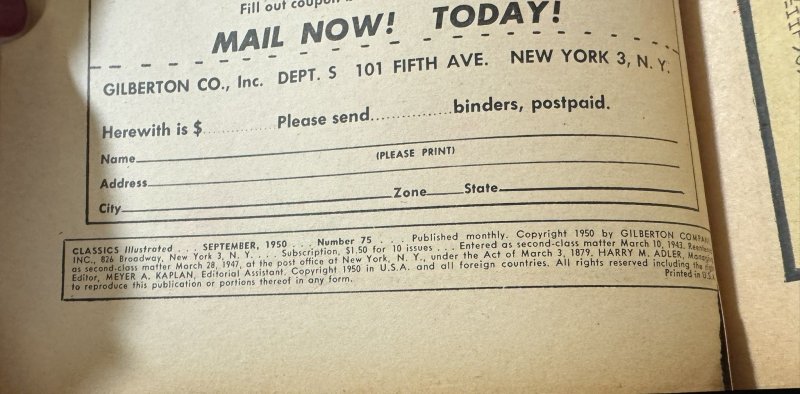 Fill out coupon
MAIL NOW! TODAY!
GILBERTON CO., Inc. DEPT. S 101 FIFTH AVE. NEW YORK 3, N. Y.
Herewith is $............ Please send............... binders, postpaid.
Name
(PLEASE PRINT)
Address
City Zone State
CLASSICS Illustrated . . . SEPTEMBER, 1950 . . . Number 75 . . . Published monthly. Copyright 1950 by GILBERTON
INC., 826 Broadway, New York 3, N. Y. . . . Subscription, $1.50 for 10 issues . . . Entered as second-class matter March 10, 1943.
as second-class matter March 28, 1947, at the post office at New York, N. Y., under the Act of March 3, 1879. HARRY M. ADLER,
Editor, MEYER A. KAPLAN, Editorial Assistant. Copyright 1950 in U.S.A. and all foreign countries. All rights reserved including the
to reproduce this publication or portions thereof in any form. Printed in